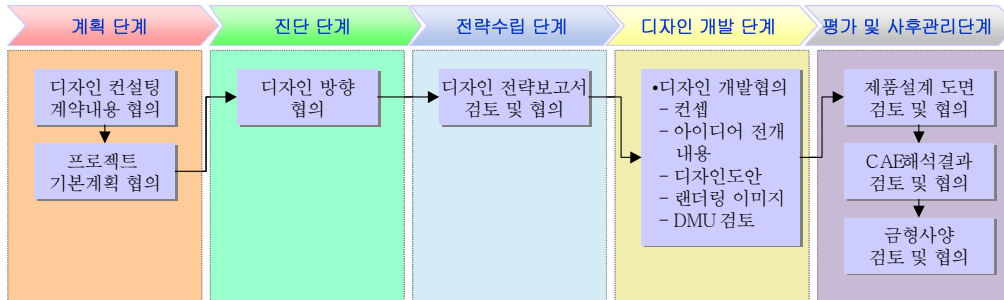 계획 단계
진단 단계
전략수립 단계
디자인 개발 단계
평가 및 사후관리단계
디자인 컨설팅
계약내용 협의
프로젝트
기본계획 협의
디자인 방향
협의
디자인 전략보고서
검토 및 협의
•디자인 개발협의
- 컨셉
- 아이디어 전개
내용
- 디자인도안
- 랜더링 이미지
- DMU 검토
제품설계 도면
검토 및 협의
CAE해석결과
검토 및 협의
금형사양
검토 및 협의